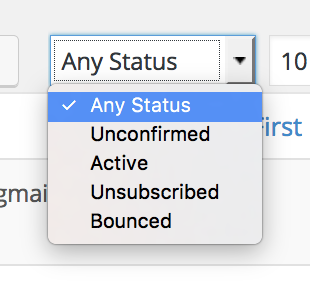 Any Status
10
Any Status
Unconfirmed
First
Active
Unsubscribed
gmai
Bounced